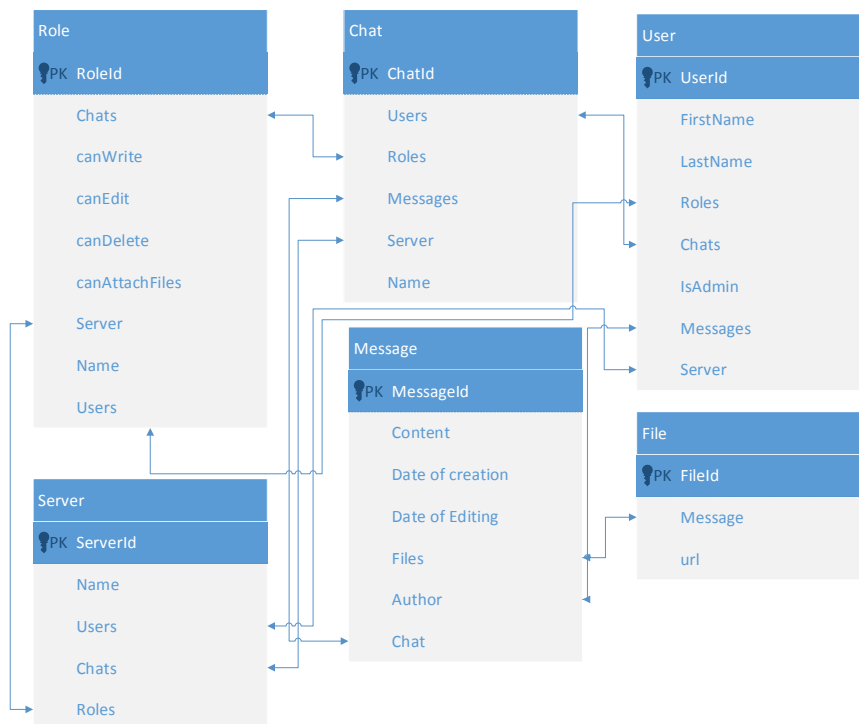 Role
PK RoleId
Chats
canWrite
canEdit
canDelete
canAttachFiles
Server
Name
Users
Chat
PK ChatId
Users
Roles
Messages
Server
Name
User
PK UserId
FirstName
LastName
Roles
Chats
IsAdmin
Messages
Server
Message
PK MessageId
Content
Date of creation
Date of Editing
Files
Author
Chat
File
PK FileId
Message
url
Server
PK ServerId
Name
Users
Chats
Roles